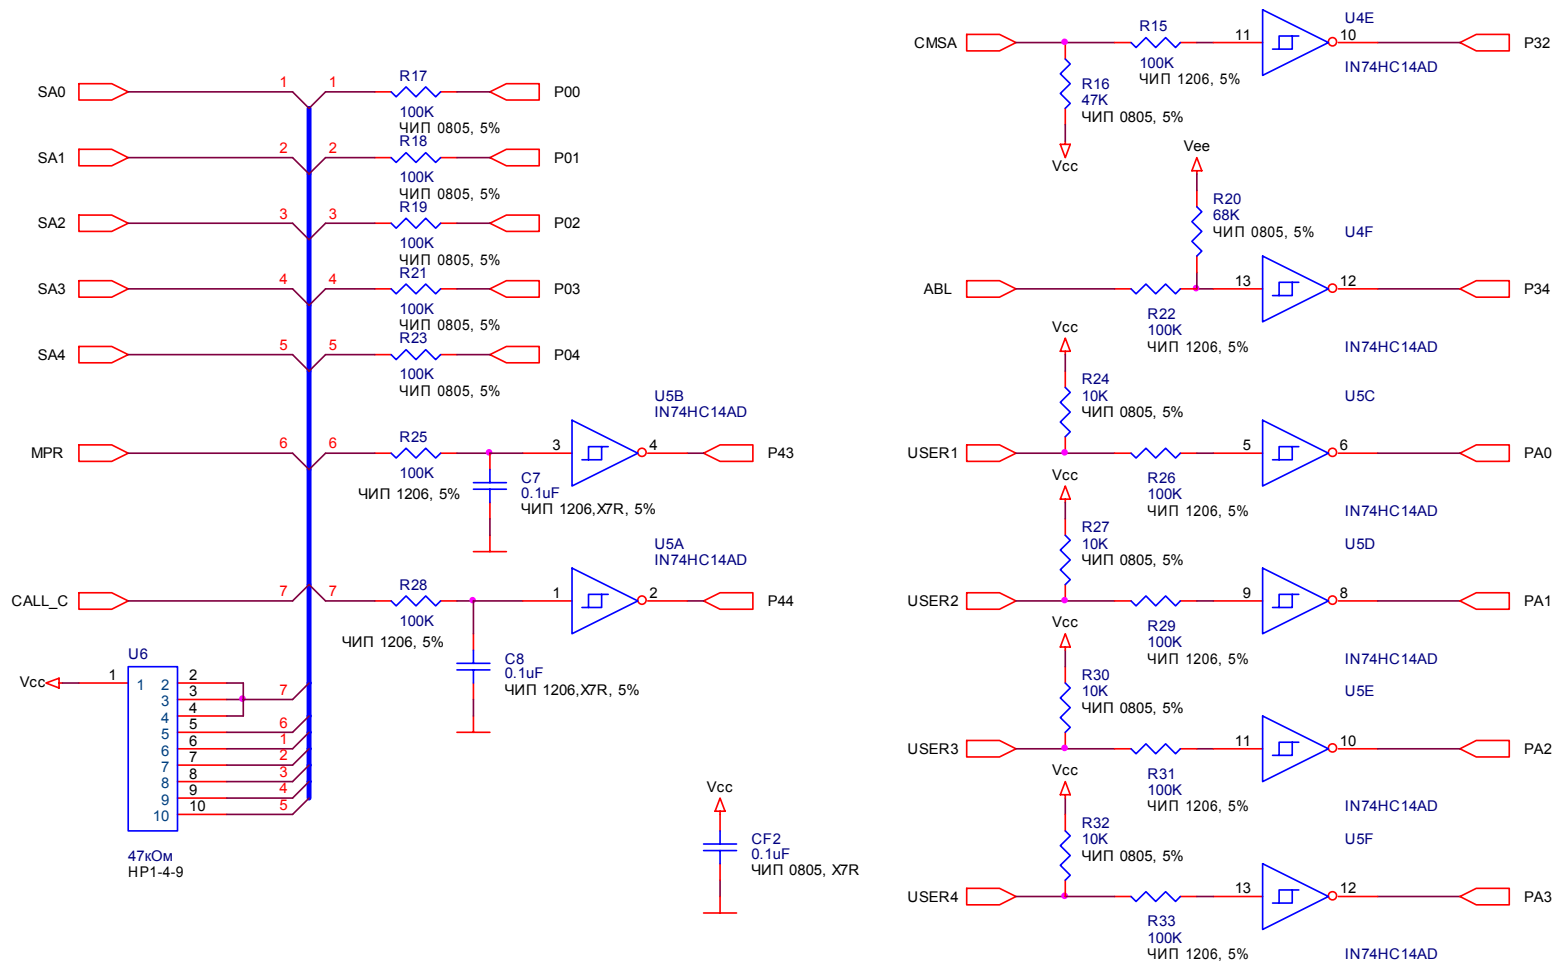 SA0
1
1
R17
100K
ЧИП 0805, 5%
P00
SA1
2
2
R18
100K
ЧИП 0805, 5%
P01
SA2
3
3
R19
100K
ЧИП 0805, 5%
P02
SA3
4
4
R21
100K
ЧИП 0805, 5%
P03
SA4
5
5
R23
100K
ЧИП 0805, 5%
P04
MPR
6
6
R25
100K
ЧИП 1206, 5%
C7
0.1uF
ЧИП 1206,X7R, 5%
U5B
IN74HC14AD
3
4
P43
CALL_C
7
7
R28
100K
ЧИП 1206, 5%
C8
0.1uF
ЧИП 1206,X7R, 5%
U5A
IN74HC14AD
1
2
P44
U6
Vcc
1
1
2
2
3
3
7
4
4
5
5
6
6
6
1
7
7
2
8
8
3
9
9
4
10
10
5
47кОм
НР1-4-9
Vcc
CF2
0.1uF
ЧИП 0805, X7R
CMSA
R15
100K
ЧИП 1206, 5%
R16
47K
ЧИП 0805, 5%
Vcc
11
U4E
10
IN74HC14AD
P32
Vee
R20
68K
ЧИП 0805, 5%
ABL
R22
100K
ЧИП 1206, 5%
13
U4F
12
IN74HC14AD
P34
Vcc
R24
10K
ЧИП 0805, 5%
USER1
R26
100K
ЧИП 1206, 5%
5
U5C
6
IN74HC14AD
PA0
Vcc
R27
10K
ЧИП 0805, 5%
USER2
R29
100K
ЧИП 1206, 5%
9
U5D
8
IN74HC14AD
PA1
Vcc
R30
10K
ЧИП 0805, 5%
USER3
R31
100K
ЧИП 1206, 5%
11
U5E
10
IN74HC14AD
PA2
Vcc
R32
10K
ЧИП 0805, 5%
USER4
R33
100K
ЧИП 1206, 5%
13
U5F
12
IN74HC14AD
PA3